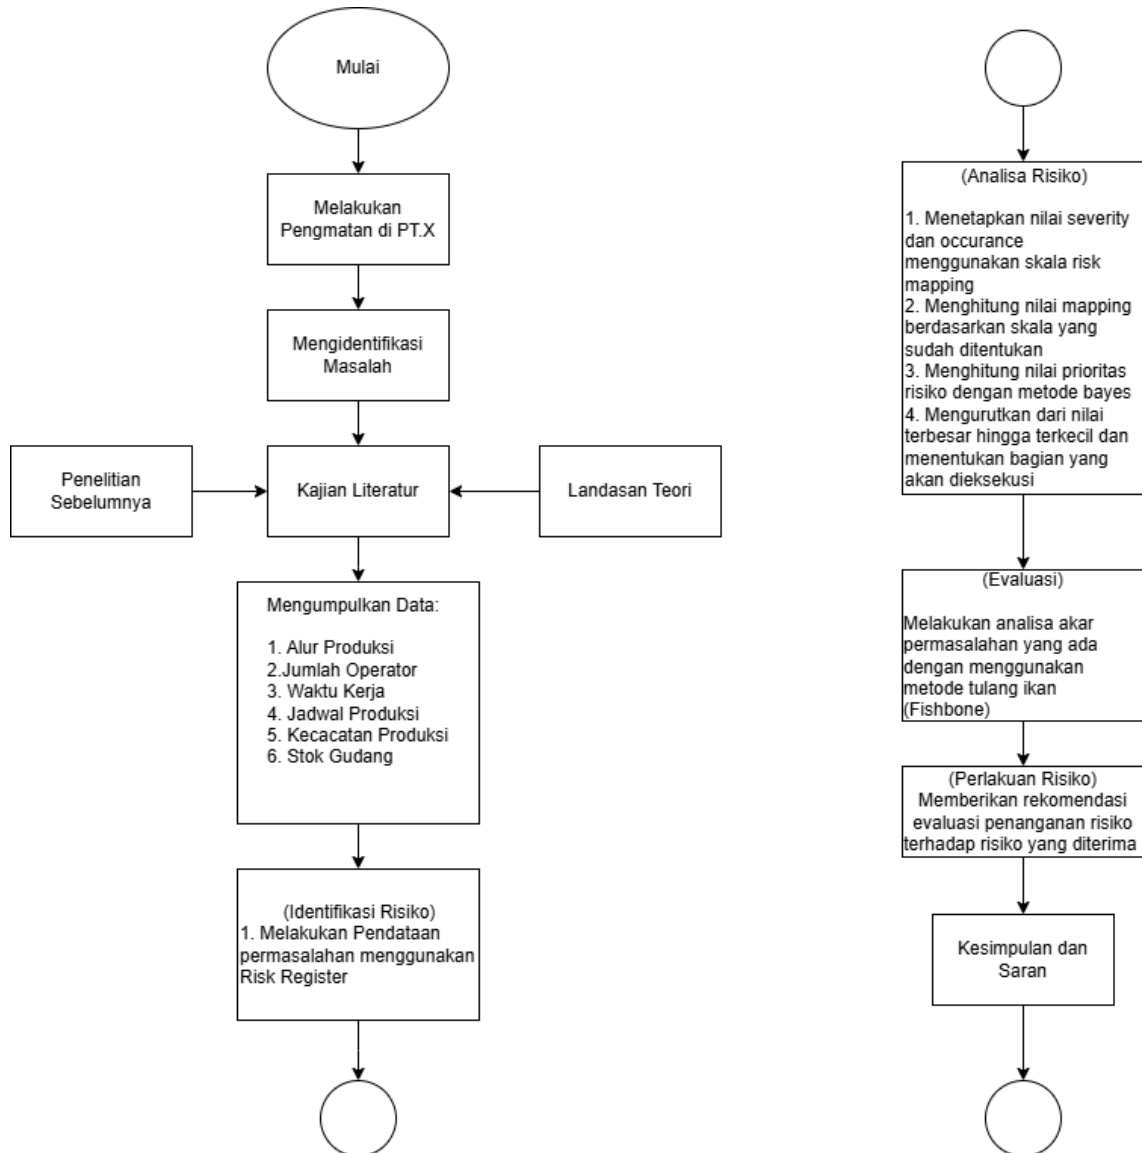 Mulai
Melakukan
Pengmatan di PT.X
Mengidentifikasi
Masalah
Penelitian
Sebelumnya
Kajian Literatur
Landasan Teori
Mengumpulkan Data:
1. Alur Produksi
2.Jumlah Operator
3. Waktu Kerja
4. Jadwal Produksi
5. Kecacatan Produksi
6. Stok Gudang
(Identifikasi Risiko)
1. Melakukan Pendataan
permasalahan menggunakan
Risk Register
(Analisa Risiko)
1. Menetapkan nilai severity
dan occurance
menggunakan skala risk
mapping
2. Menghitung nilai mapping
berdasarkan skala yang
sudah ditentukan
3. Menghitung nilai prioritas
risiko dengan metode bayes
4. Mengurutkan dari nilai
terbesar hingga terkecil dan
menentukan bagian yang
akan dieksekusi
(Evaluasi)
Melakukan analisa akar
permasalahan yang ada
dengan menggunakan
metode tulang ikan
(Fishbone)
(Perlakuan Risiko)
Memberikan rekomendasi
evaluasi penanganan risiko
terhadap risiko yang diterima
Kesimpulan dan
Saran